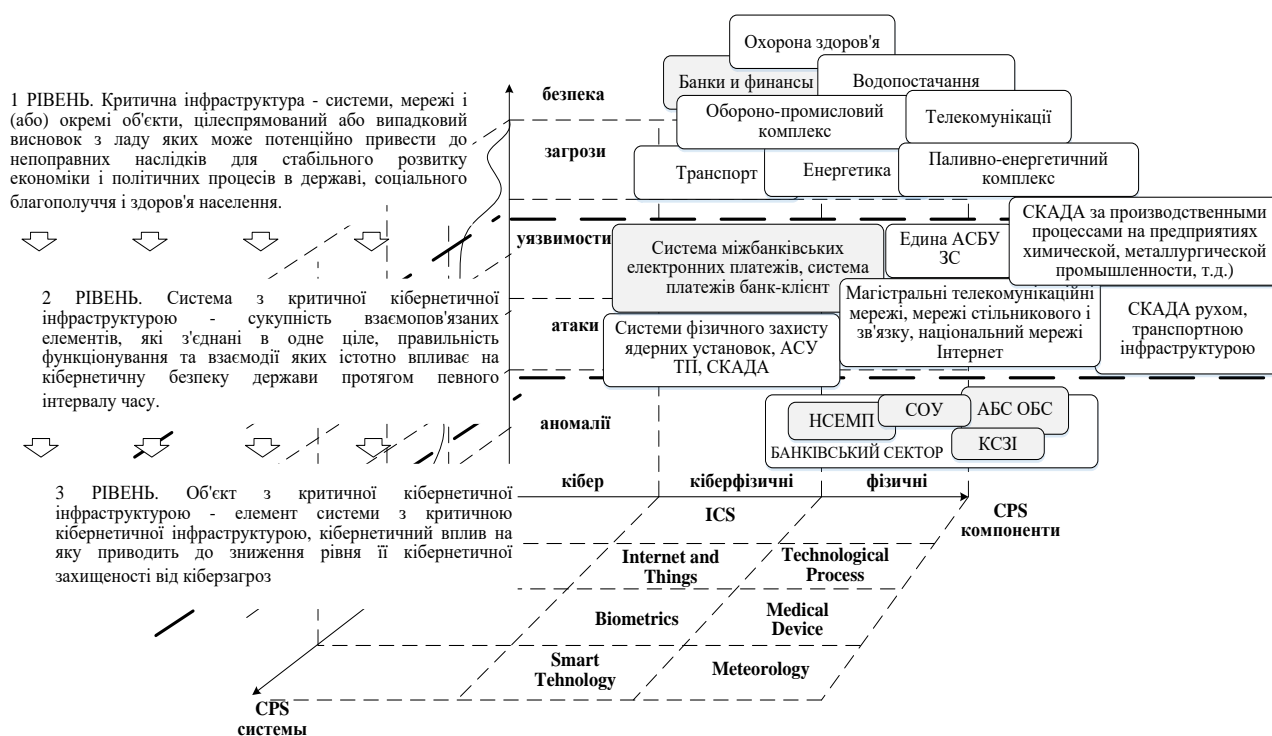 Охорона здоров'я
Банки и финансы
Водопостачання
безпека
1 РІВЕНЬ. Критична інфраструктура - системи, мережі і
(або) окремі об'єкти, цілеспрямований або випадковий
висновок з ладу яких може потенційно привести до
непоправних наслідків для стабільного розвитку
економіки і політичних процесів в державі, соціального
благополуччя і здоров'я населення.
Обороно-промисловий
комплекс
Телекомунікації
загрози
Транспорт
Енергетика
Паливно-енергетичний
комплекс
уязвимости
Система міжбанківських
електронних платежів, система
платежів банк-клієнт
Едина АСБУ
ЗС
СКАДА за производственными
процессами на предприятиях
химической, металлургической
промышленности, т.д.)
2 РІВЕНЬ. Система з критичної кібернетичної
інфраструктурою - сукупність взаємопов'язаних
елементів, які з'єднані в одне ціле, правильність
функціонування та взаємодії яких істотно впливає на
кібернетичну безпеку держави протягом певного
інтервалу часу.
атаки
Системи фізичного захисту
ядерних установок, АСУ
ТП, СКАДА
Магістральні телекомунікаційні
мережі, мережі стільникового і
зв'язку, національний мережі
Інтернет
СКАДА рухом,
транспортною
інфраструктурою
аномалії
НСЕМП
СОУ
АБС ОБС
КСЗІ
БАНКІВСЬКИЙ СЕКТОР
3 РІВЕНЬ. Об'єкт з критичної кібернетичної
інфраструктурою - елемент системи з критичною
кібернетичної інфраструктурою, кібернетичний вплив на
яку приводить до зниження рівня її кібернетичної
захищеності від кіберзагроз
кібер
кіберфізичні
фізичні
CPS
компоненти
ICS
Internet and
Things
Technological
Process
Biometrics
Medical
Device
Smart
Tehnology
Meteorology
CPS
системы